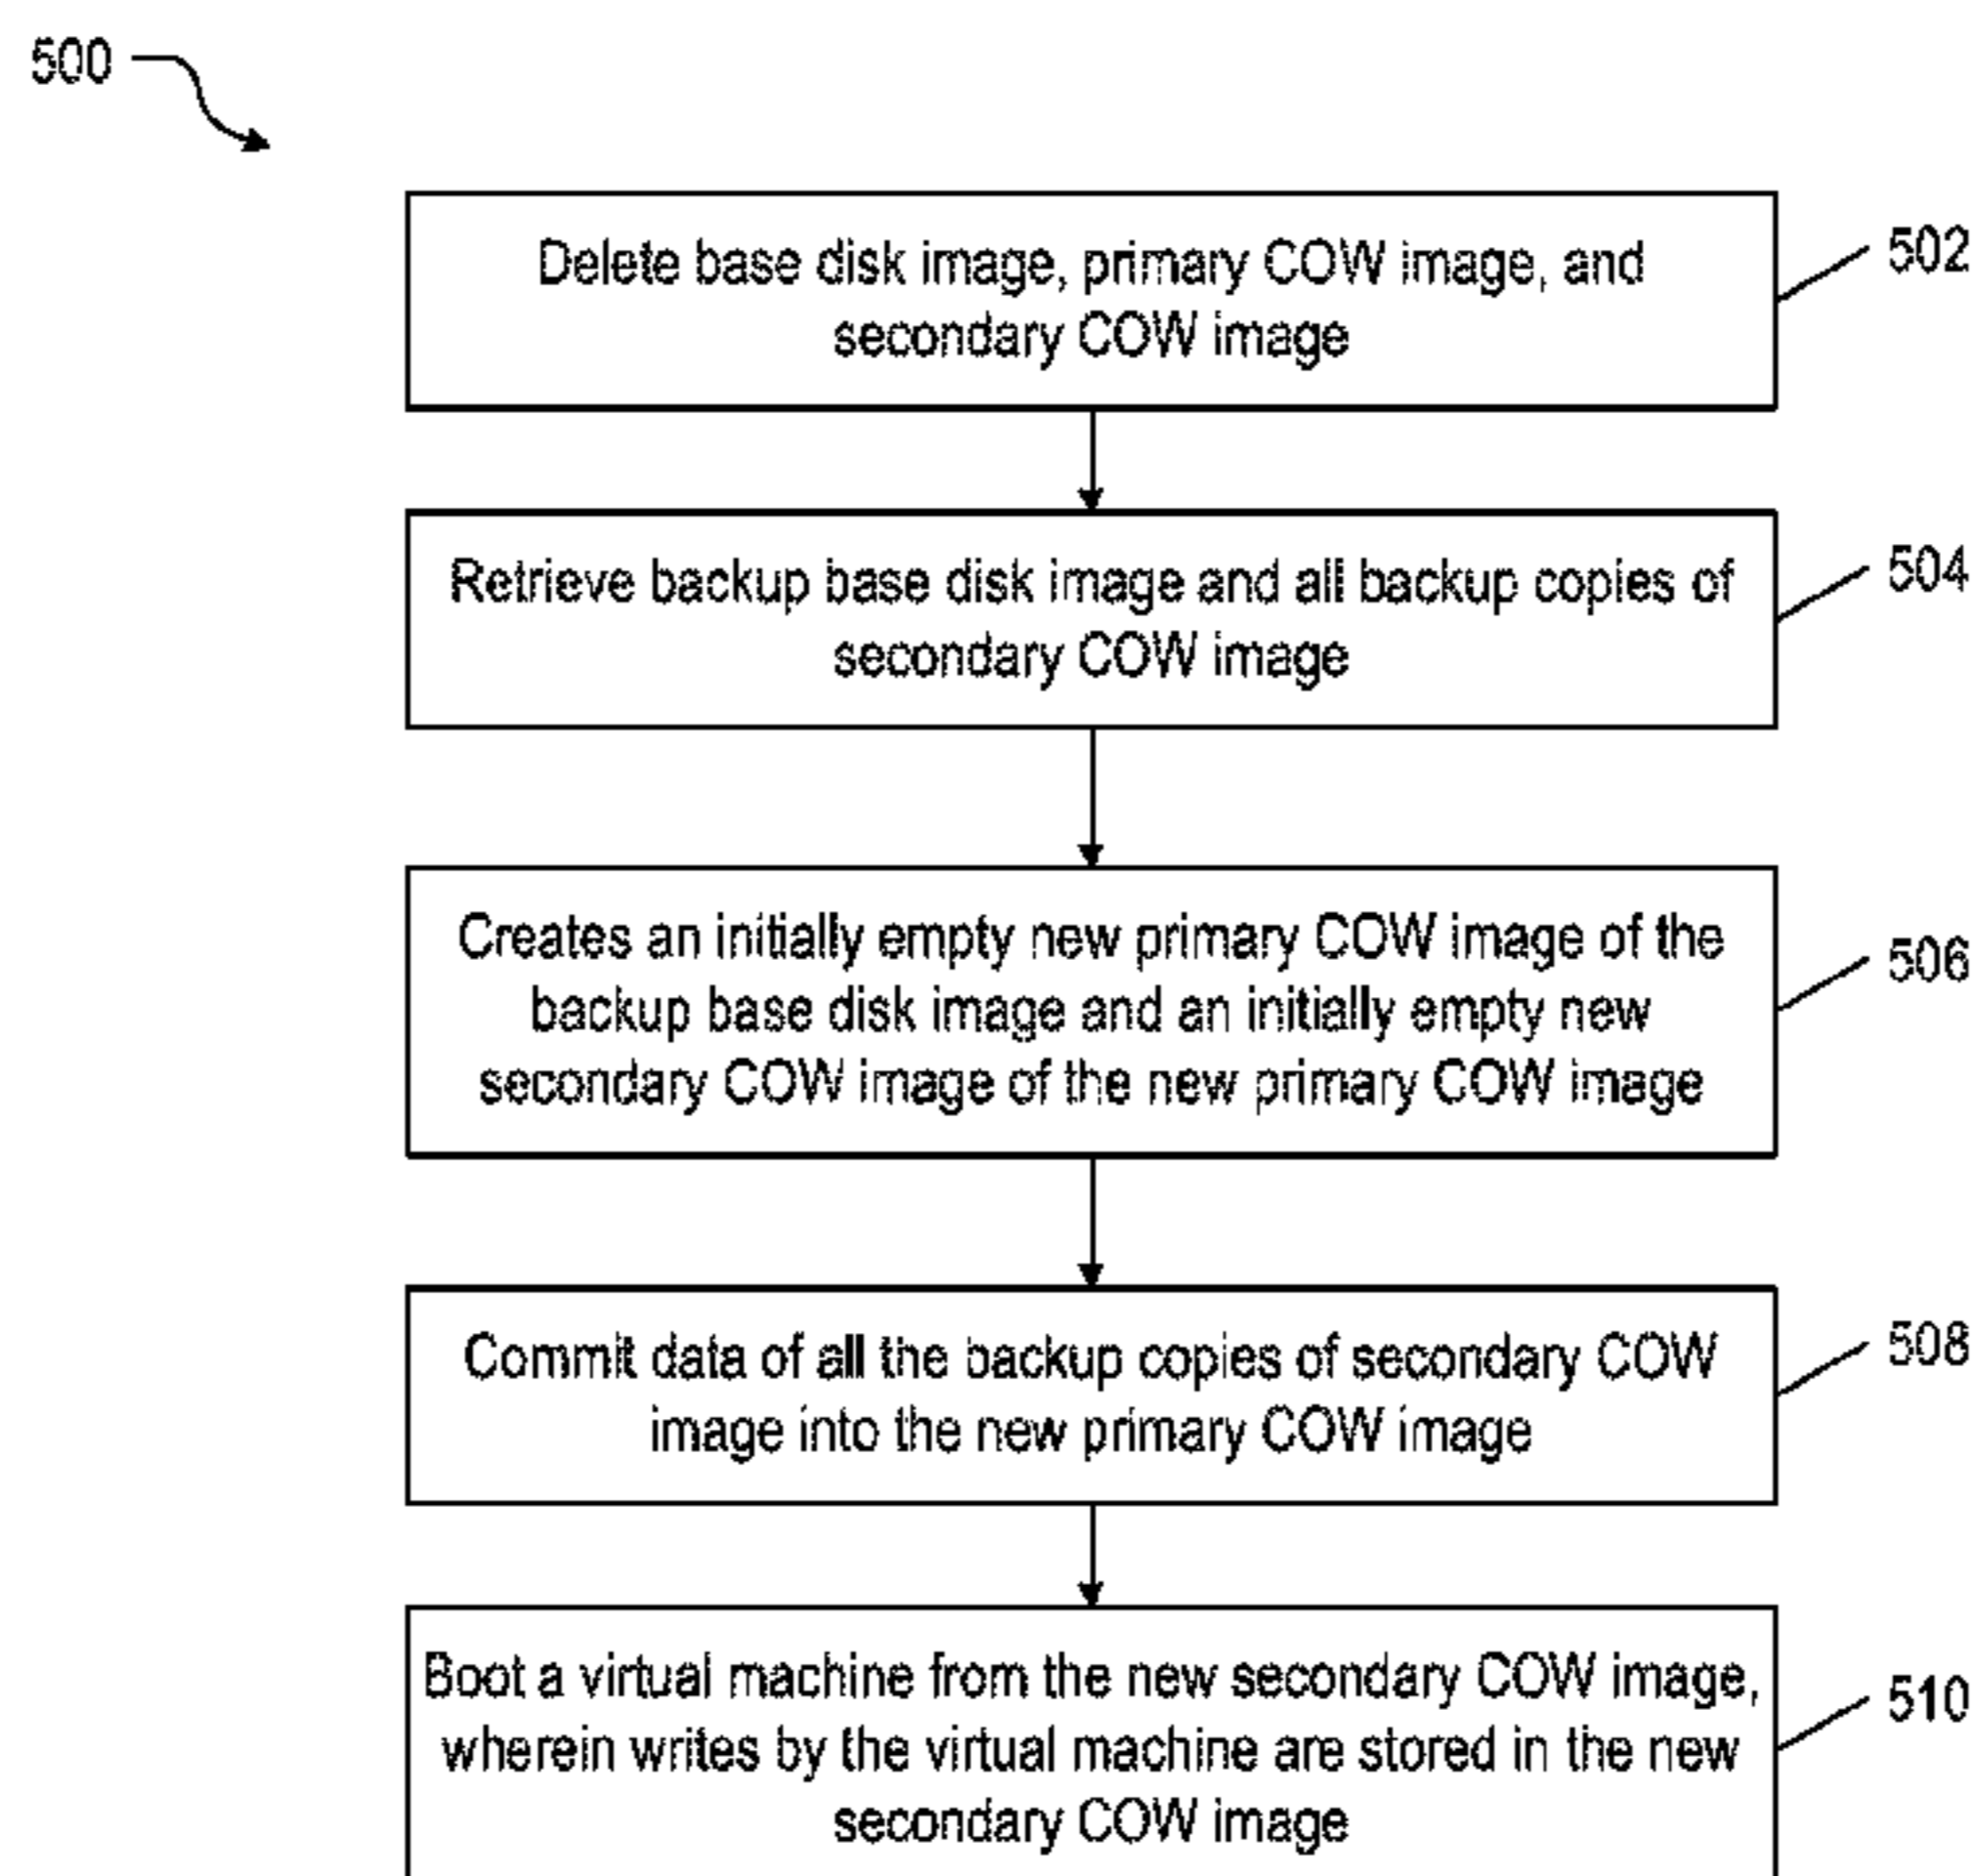 500
Delete base disk image, primary COW image, and
secondary COW image
502
Retrieve backup base disk image and all backup copies of
secondary COW image
504
Creates an initially empty new primary COW image of the
backup base disk image and an initially empty new
secondary COW image of the new primary COW image
506
Commit data of all the backup copies of secondary COW
image into the new primary COW image
508
Boot a virtual machine from the new secondary COW image,
wherein writes by the virtual machine are stored in the new
secondary COW image
510